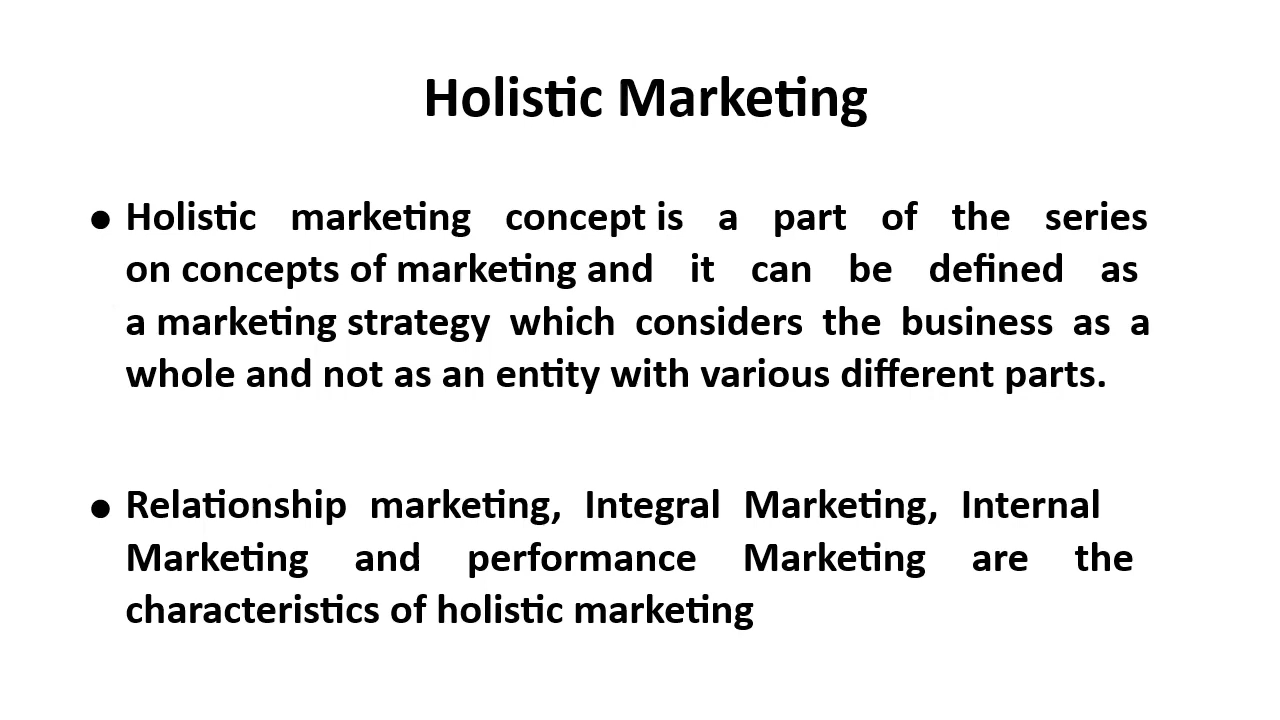 Holistic Marketing
• Holistic marketing concept is a part of the series
on concepts of marketing and it can be defined as
a marketing strategy which considers the business as a
whole and not as an entity with various different parts.
• Relationship marketing, Integral Marketing, Internal
Marketing and performance Marketing are the
characteristics of holistic marketing